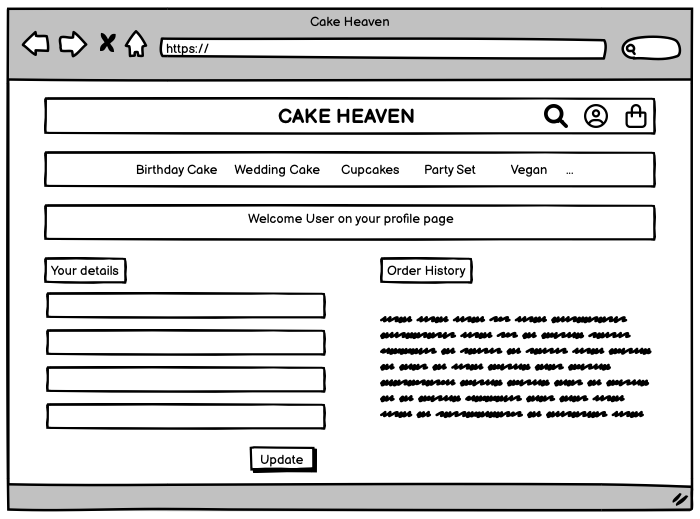 Cake Heaven
https://
CAKE HEAVEN
Birthday Cake Wedding Cake Cupcakes Party Set Vegan ...
Welcome User on your profile page
Your details
Order History
Update